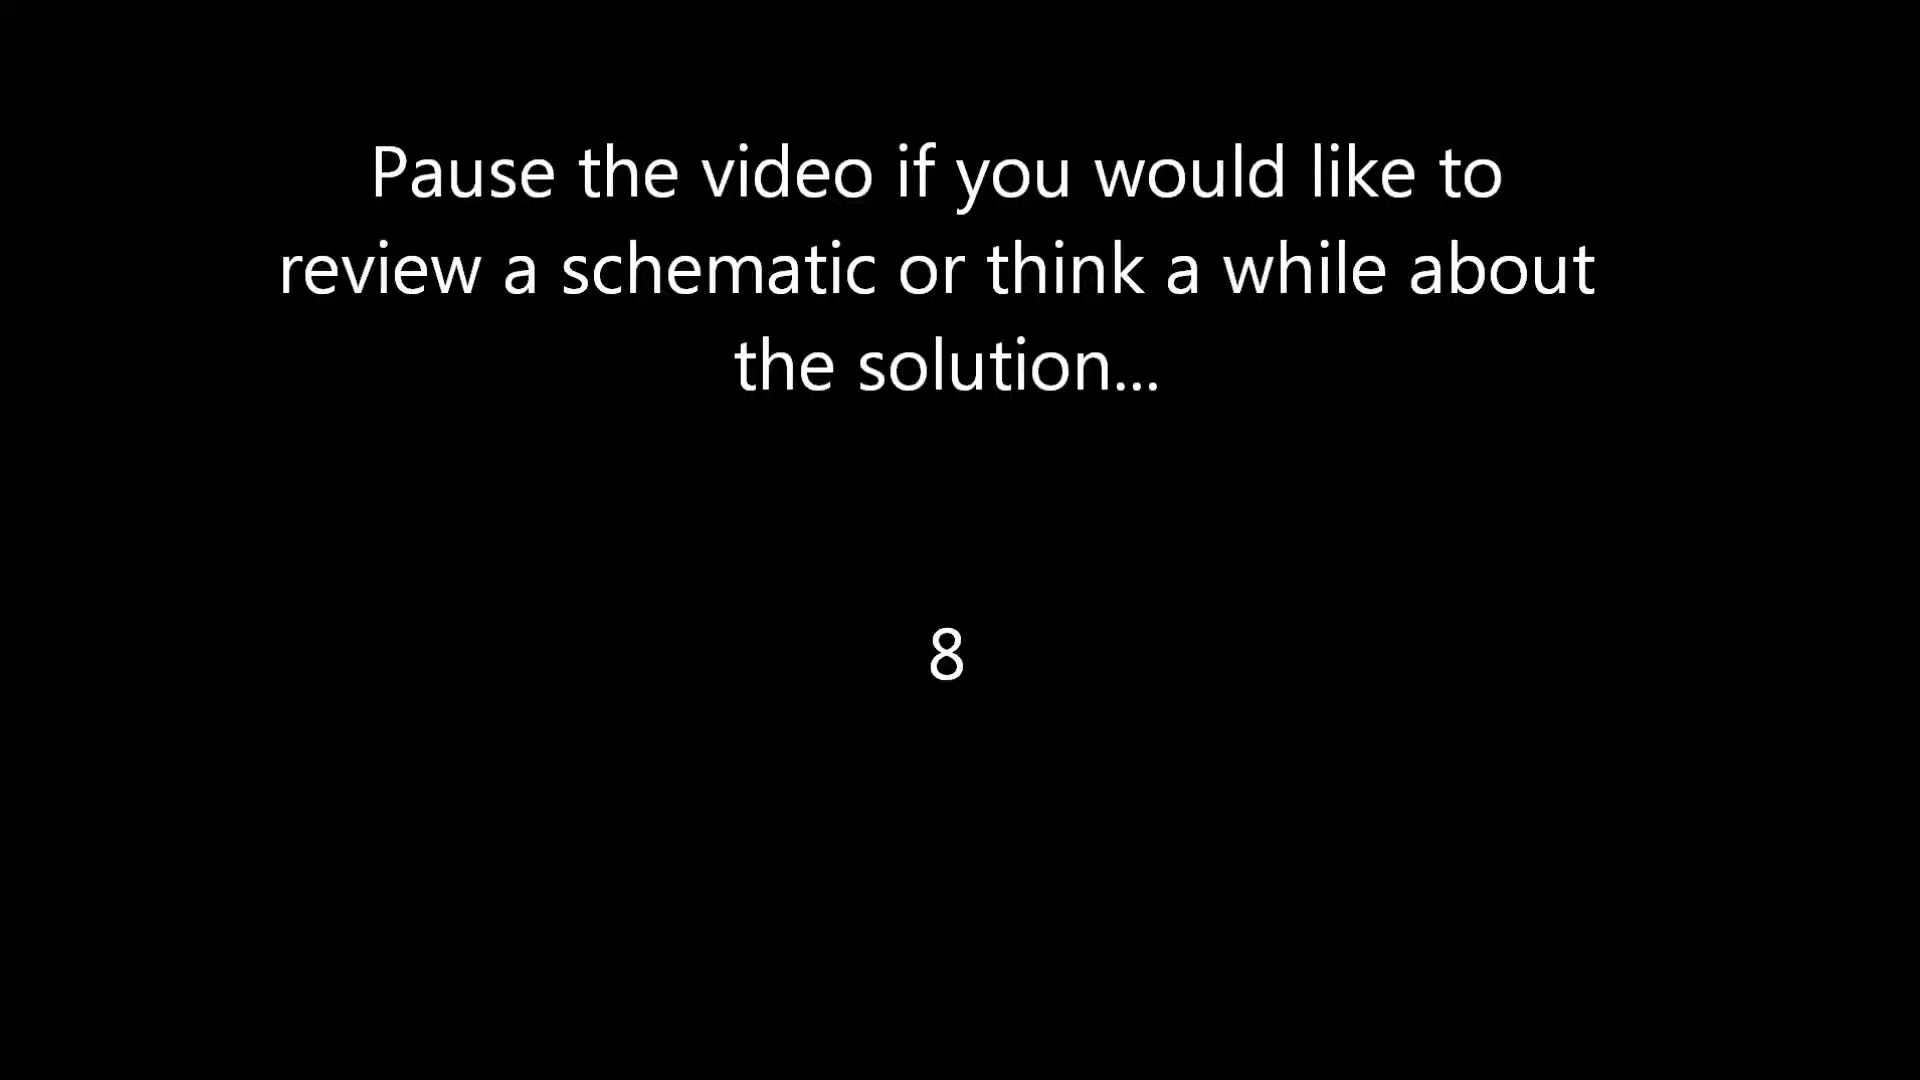 Pause the video if you would like to
review a schematic or think a while about
the solution...
8